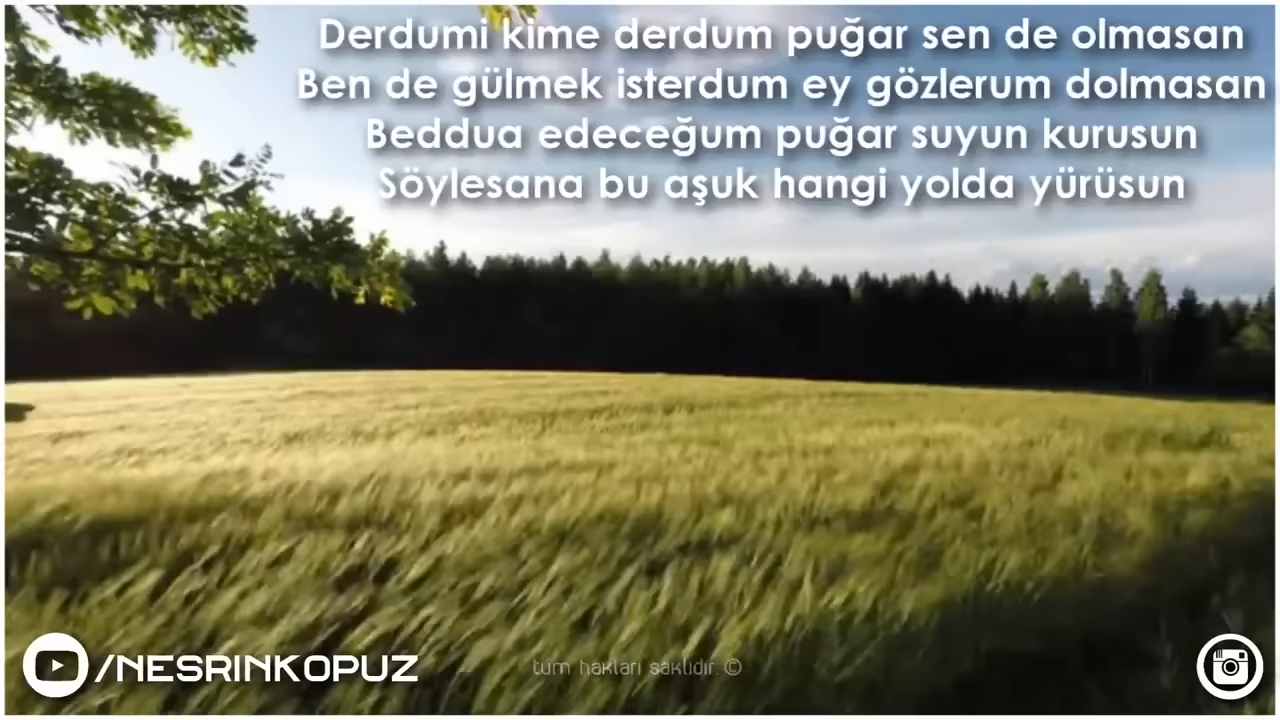 Derdumi kime derdum puğar sen de olmasan
Ben de gülmek isterdum ey gözlerum dolmasan
Beddua edeceğum puğar suyun kurusun
Söylesana bu aşuk hangi yolda yürüsun
/NESRINKOPUZ
tüm hakları saklıdır. ©